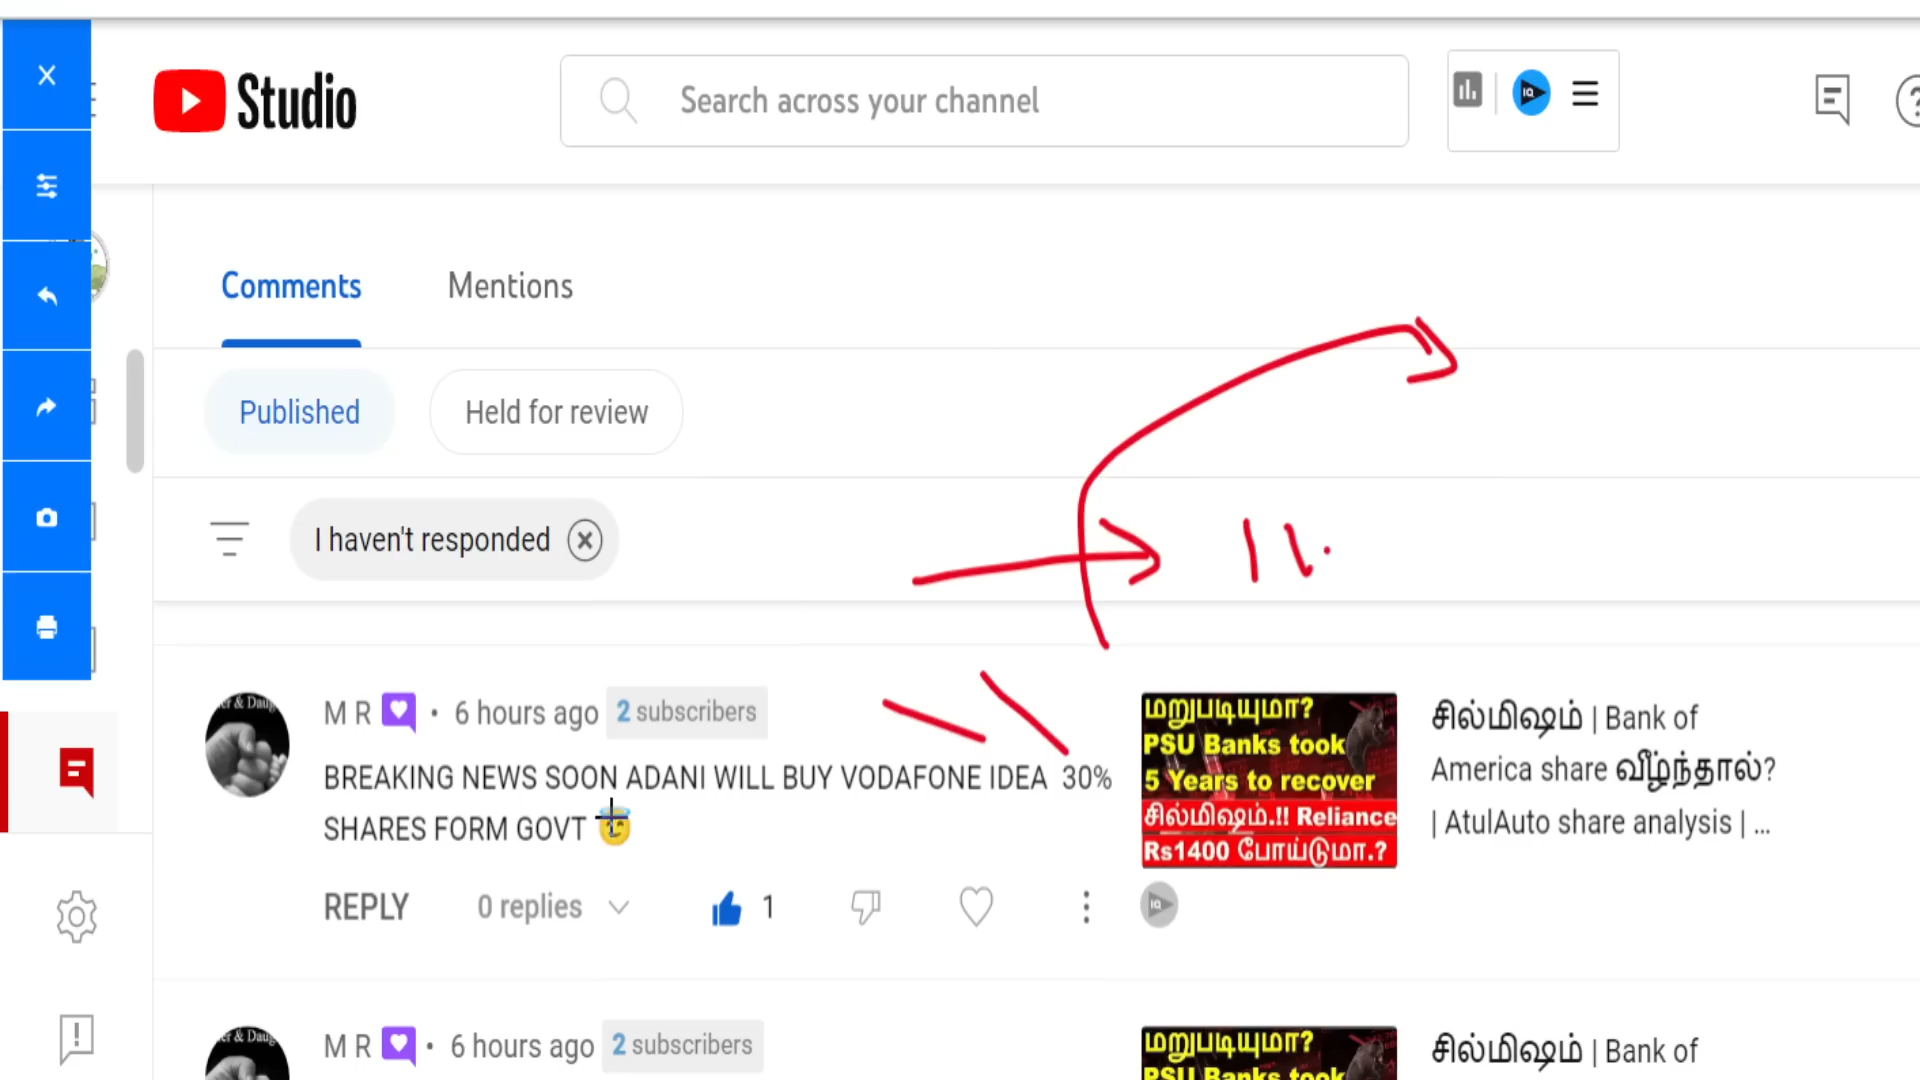 Studio
Search across your channel
Comments
Mentions
Published
Held for review
I haven't responded
M R • 6 hours ago 2 subscribers
BREAKING NEWS SOON ADANI WILL BUY VODAFONE IDEA 30%
SHARES FORM GOVT 😇
REPLY
0 replies
1
மறுபடியுமா?
PSU Banks took
5 Years to recover
சில்மிஷம்.!! Reliance
Rs1400 போய்டுமா.?
சில்மிஷம் | Bank of
America share வீழ்ந்தால்?
| AtulAuto share analysis | ...
M R • 6 hours ago 2 subscribers
மறுபடியுமா?
PSU Banks took
சில்மிஷம் | Bank of